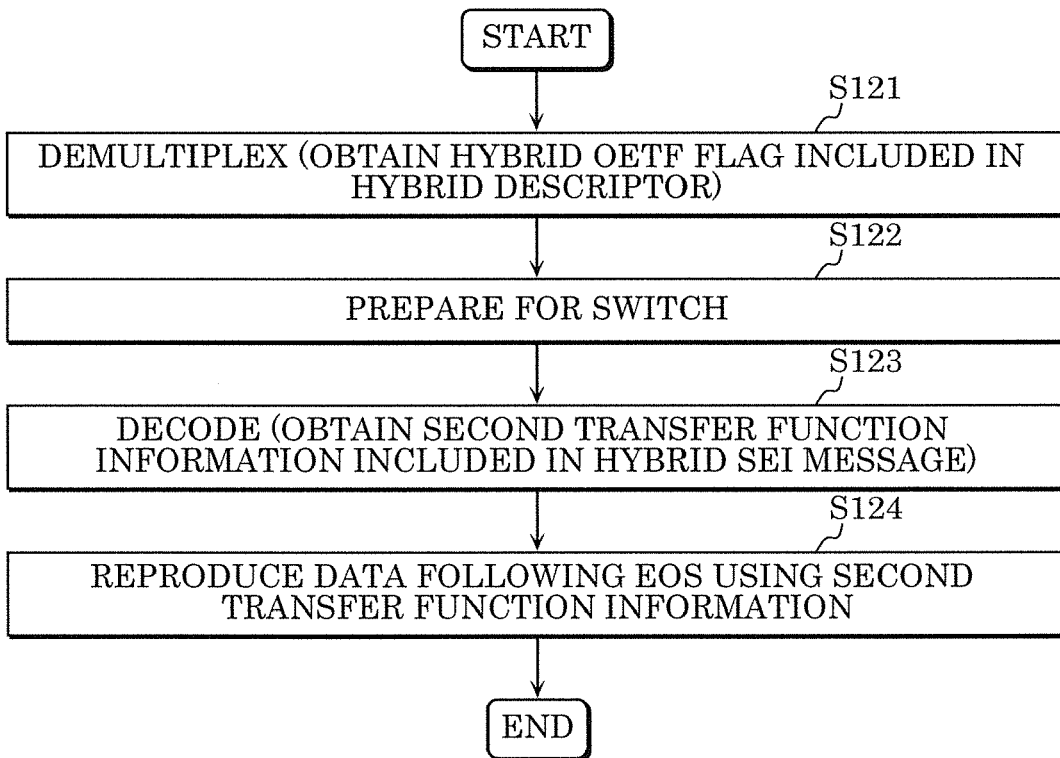 START
S121
DEMULTIPLEX (OBTAIN HYBRID OETF FLAG INCLUDED IN
HYBRID DESCRIPTOR)
S122
PREPARE FOR SWITCH
S123
DECODE (OBTAIN SECOND TRANSFER FUNCTION
INFORMATION INCLUDED IN HYBRID SEI MESSAGE)
S124
REPRODUCE DATA FOLLOWING EOS USING SECOND
TRANSFER FUNCTION INFORMATION
END